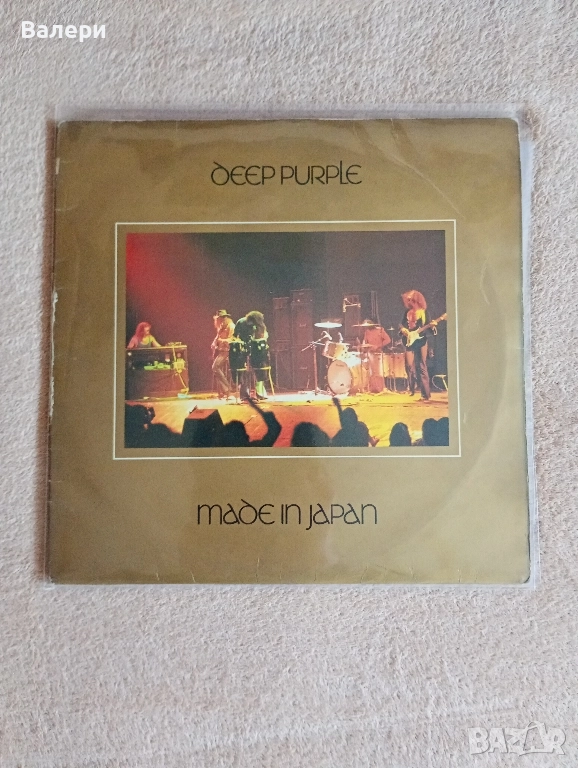 Валери
DEEP PURPLE
MADE IN JAPAN
BAZAR